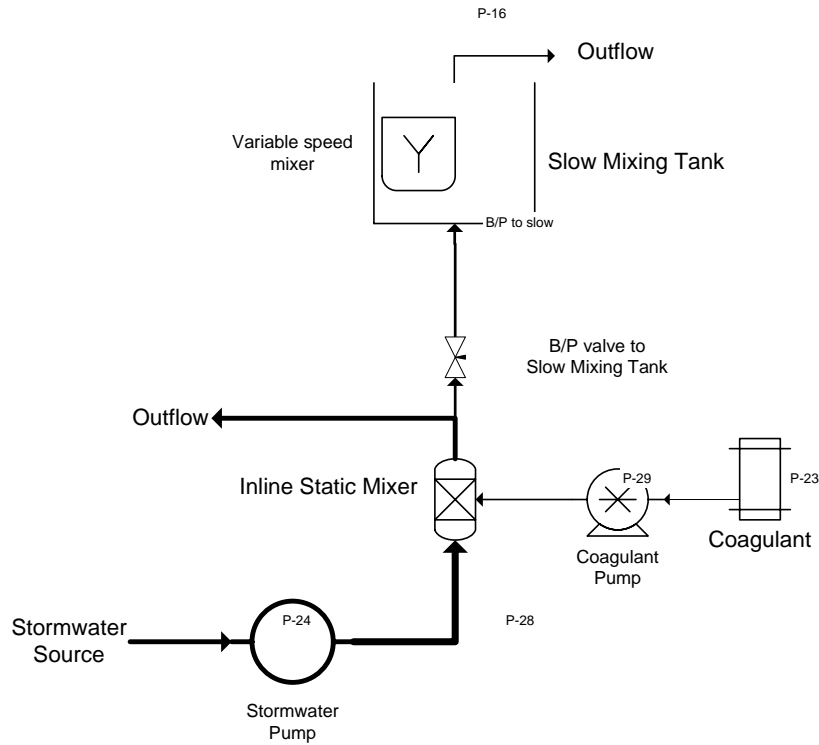 P-16
Outflow
Variable speed
mixer
Slow Mixing Tank
B/P to slow
B/P valve to
Slow Mixing Tank
Outflow
Inline Static Mixer
P-29
P-23
Coagulant
Coagulant
Pump
Stormwater
Source
P-24
P-28
Stormwater
Pump